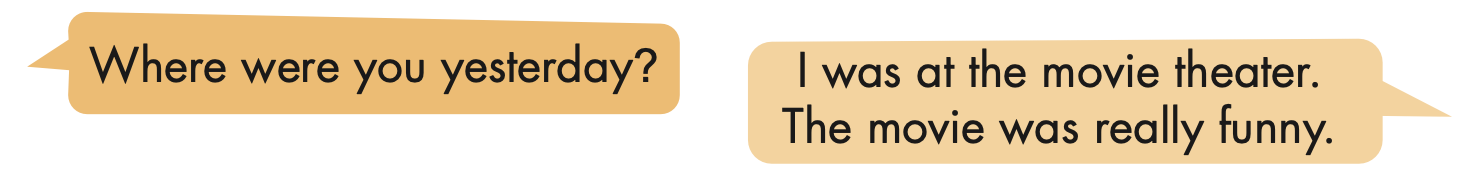 Where were you yesterday?
I was at the movie theater.
The movie was really funny.